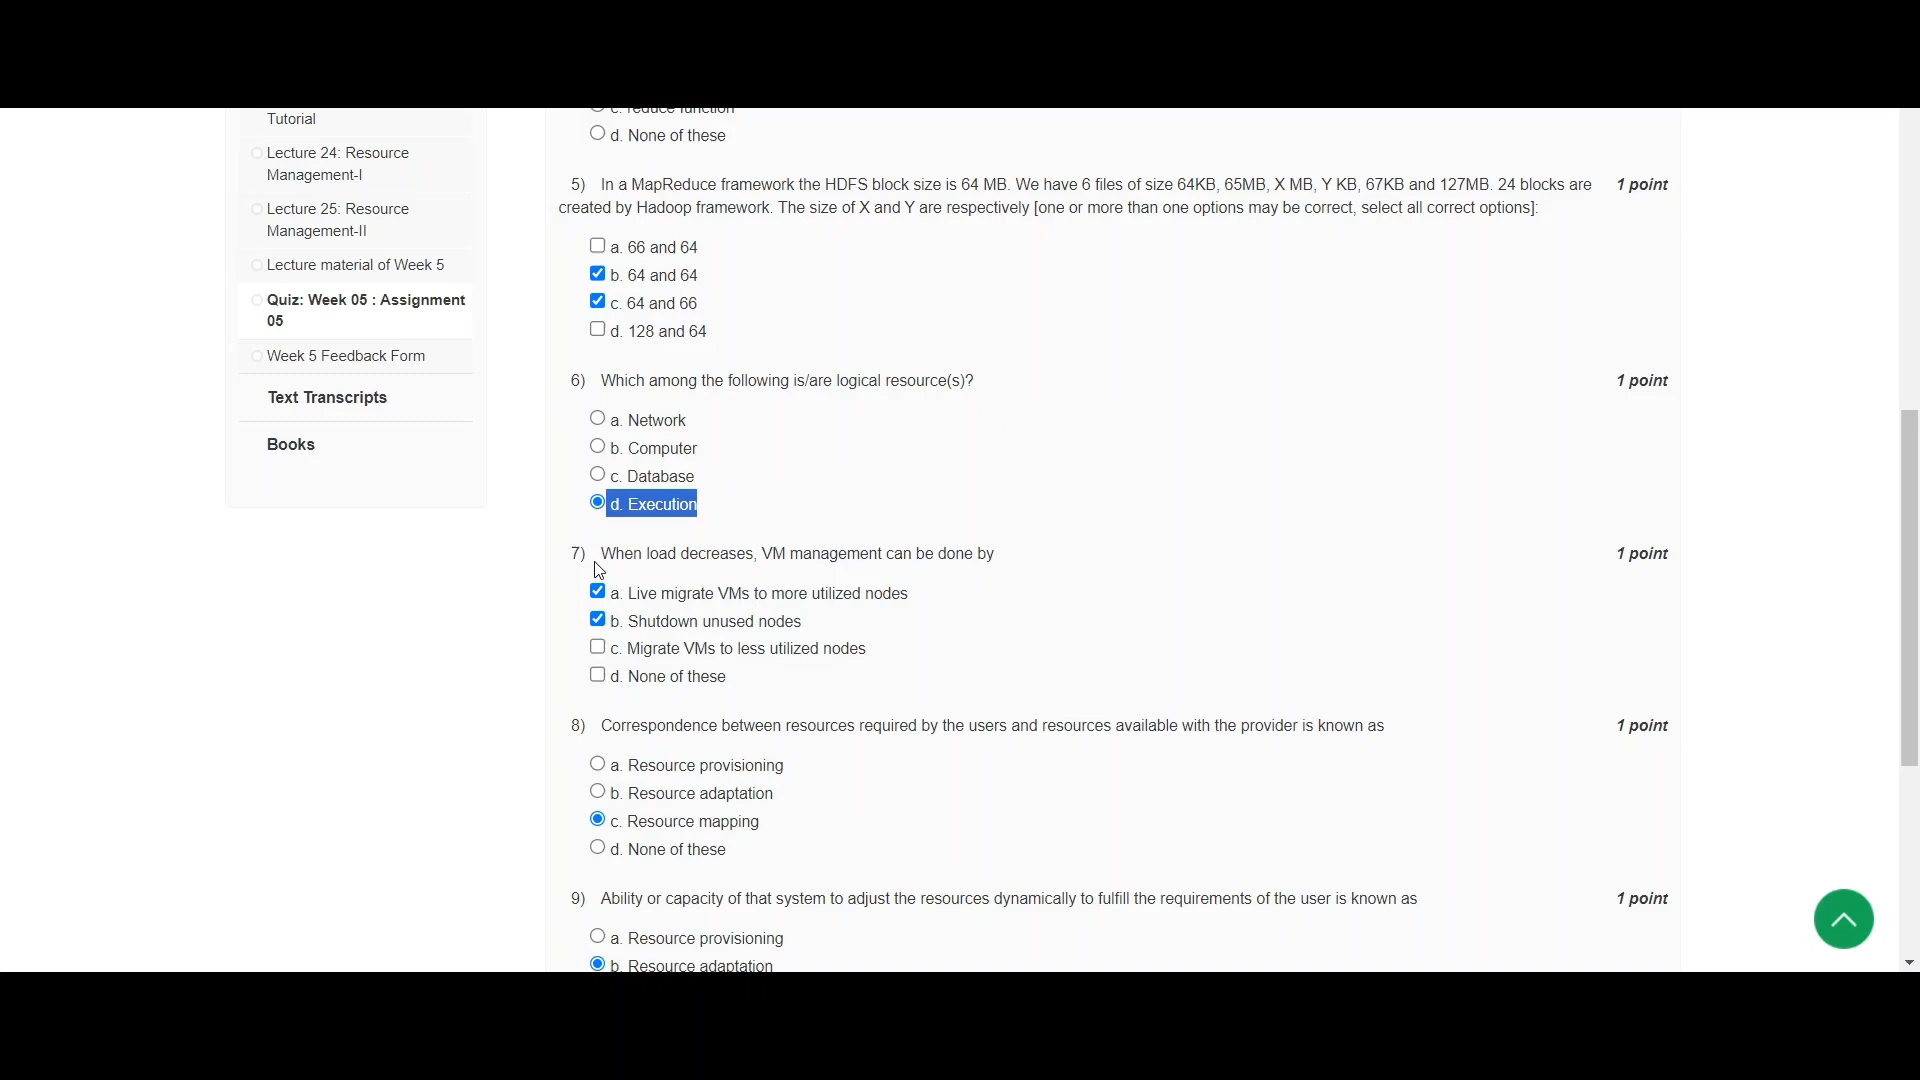 Tutorial
Lecture 24: Resource
Management-I
Lecture 25: Resource
Management-II
Lecture material of Week 5
Quiz: Week 05 : Assignment
05
Week 5 Feedback Form
Text Transcripts
Books
c. reduce function
d. None of these
5) In a MapReduce framework the HDFS block size is 64 MB. We have 6 files of size 64KB, 65MB, X MB, Y KB, 67KB and 127MB. 24 blocks are 1 point
created by Hadoop framework. The size of X and Y are respectively [one or more than one options may be correct, select all correct options]:
a. 66 and 64
b. 64 and 64
c. 64 and 66
d. 128 and 64
6) Which among the following is/are logical resource(s)? 1 point
a. Network
b. Computer
c. Database
d. Execution
7) When load decreases, VM management can be done by 1 point
a. Live migrate VMs to more utilized nodes
b. Shutdown unused nodes
c. Migrate VMs to less utilized nodes
d. None of these
8) Correspondence between resources required by the users and resources available with the provider is known as 1 point
a. Resource provisioning
b. Resource adaptation
c. Resource mapping
d. None of these
9) Ability or capacity of that system to adjust the resources dynamically to fulfill the requirements of the user is known as 1 point
a. Resource provisioning
b. Resource adaptation